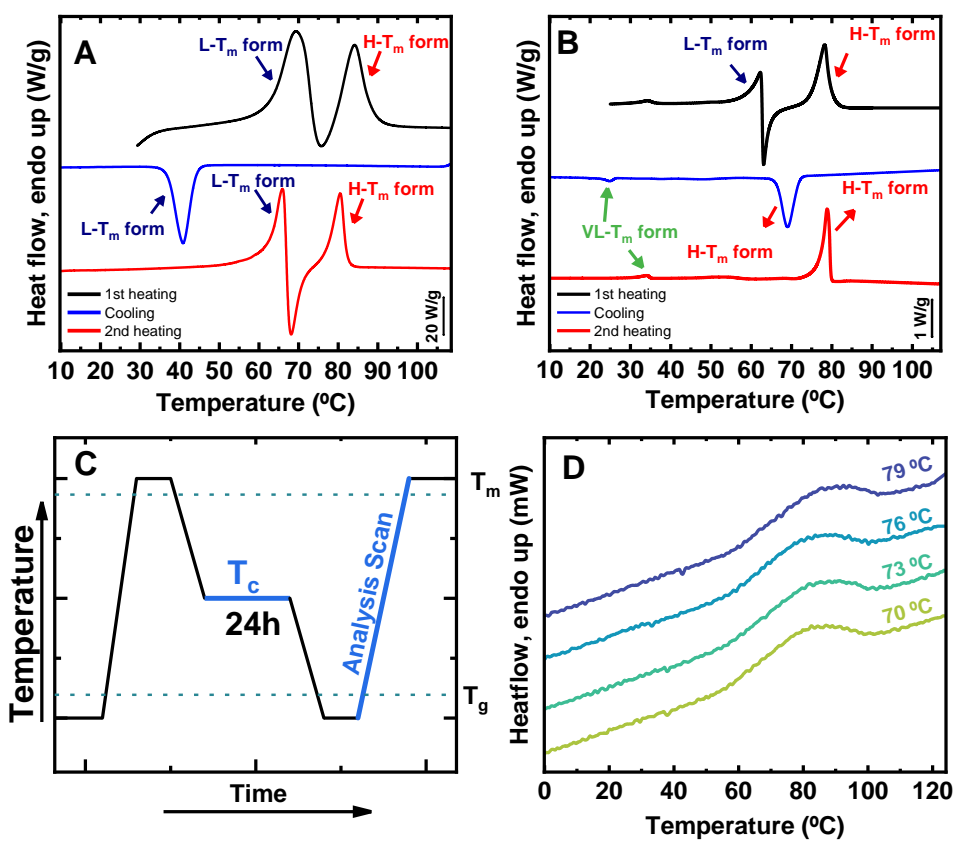 A
L-Tm form
H-Tm form
L-Tm form
L-Tm form
H-Tm form
1st heating
Cooling
2nd heating
20 W/g
Heat flow, endo up (W/g)
10 20 30 40 50 60 70 80 90 100
Temperature (ºC)
B
L-Tm form
H-Tm form
VL-Tm form
H-Tm form
H-Tm form
1st heating
Cooling
2nd heating
1 W/g
Heat flow, endo up (W/g)
10 20 30 40 50 60 70 80 90 100
Temperature (ºC)
C
Tc
24h
Analysis Scan
Tm
Tg
Temperature
Time
D
79 ºC
76 ºC
73 ºC
70 ºC
Heatflow, endo up (mW)
0 20 40 60 80 100 120
Temperature (ºC)